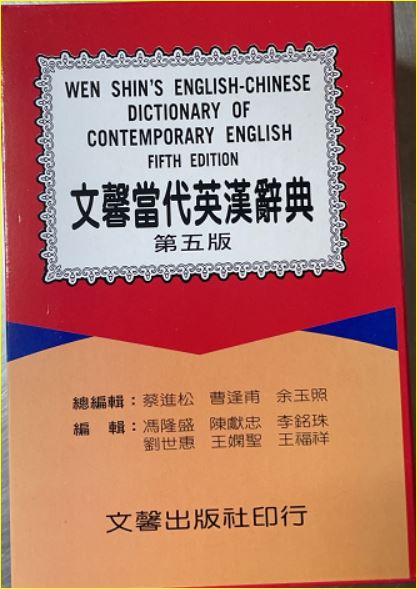 WEN SHIN'S ENGLISH-CHINESE
DICTIONARY OF
CONTEMPORARY ENGLISH
FIFTH EDITION
文馨當代英漢辭典
第五版
總編輯：蔡進松 曹逢甫 余玉照
編 輯：馮隆盛 陳獻忠 李銘珠
劉世惠 王嫻聖 王福祥
文馨出版社印行